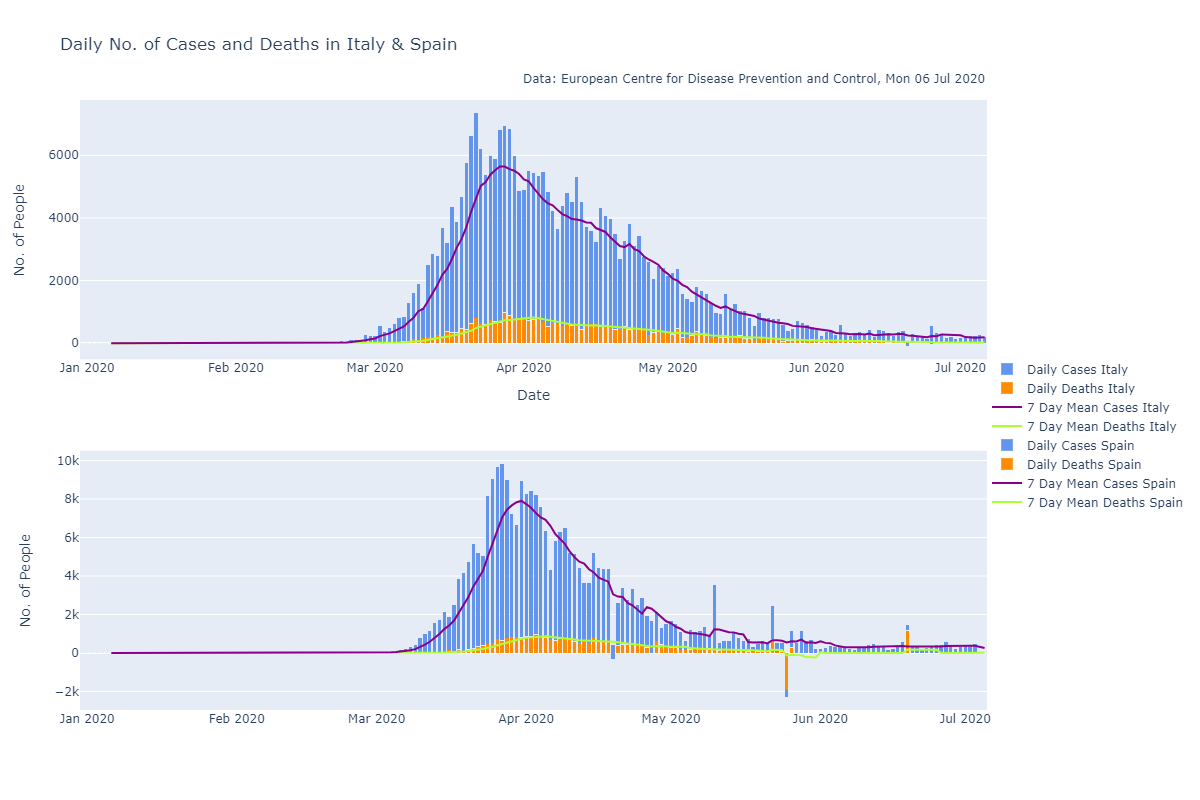 Daily No. of Cases and Deaths in Italy & Spain
Data: European Centre for Disease Prevention and Control, Mon 06 Jul 2020
No. of People
6000
4000
2000
0
Jan 2020 Feb 2020 Mar 2020 Apr 2020 May 2020 Jun 2020 Jul 2020
Date
Daily Cases Italy
Daily Deaths Italy
7 Day Mean Cases Italy
7 Day Mean Deaths Italy
Daily Cases Spain
Daily Deaths Spain
7 Day Mean Cases Spain
7 Day Mean Deaths Spain
No. of People
10k
8k
6k
4k
2k
0
−2k
Jan 2020 Feb 2020 Mar 2020 Apr 2020 May 2020 Jun 2020 Jul 2020